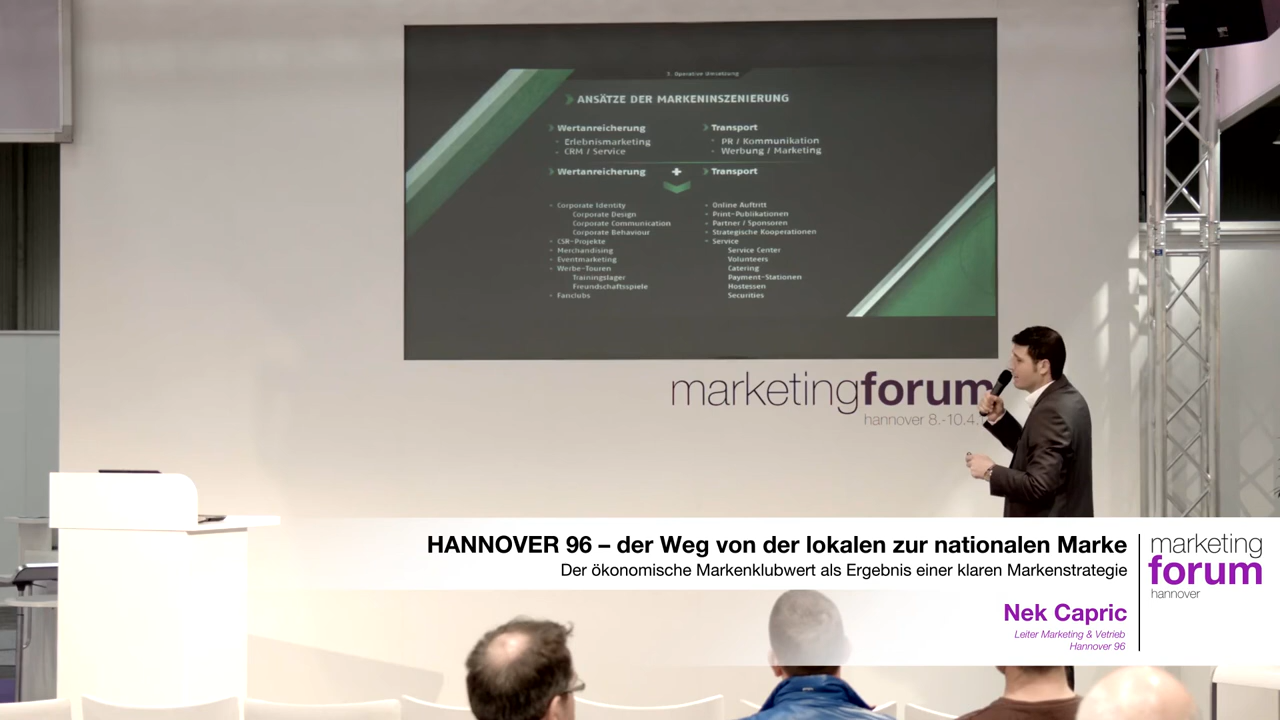 3. Operative Umsetzung
ANSÄTZE DER MARKENINSZENIERUNG
Wertanreicherung
Erlebnismarketing
CRM / Service
Transport
PR / Kommunikation
Werbung / Marketing
Wertanreicherung + Transport
Corporate Identity
Corporate Design
Corporate Communication
Corporate Behaviour
CSR-Projekte
Merchandising
Eventmarketing
Werbe-Touren
Trainingslager
Freundschaftsspiele
Fanclubs
Online Auftritt
Print-Publikationen
Partner / Sponsoren
Strategische Kooperationen
Service
Service Center
Volunteers
Catering
Payment-Stationen
Hostessen
Securities
marketingforum
hannover 8.-10.4.
HANNOVER 96 – der Weg von der lokalen zur nationalen Marke
Der ökonomische Markenklubwert als Ergebnis einer klaren Markenstrategie
Nek Capric
Leiter Marketing & Vetrieb
Hannover 96
marketing
forum
hannover